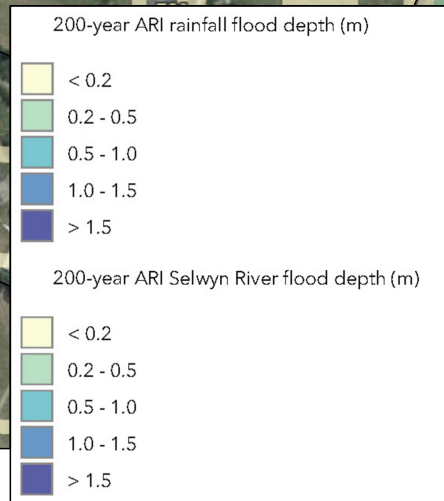 200-year ARI rainfall flood depth (m)
< 0.2
0.2 - 0.5
0.5 - 1.0
1.0 - 1.5
> 1.5
200-year ARI Selwyn River flood depth (m)
< 0.2
0.2 - 0.5
0.5 - 1.0
1.0 - 1.5
> 1.5